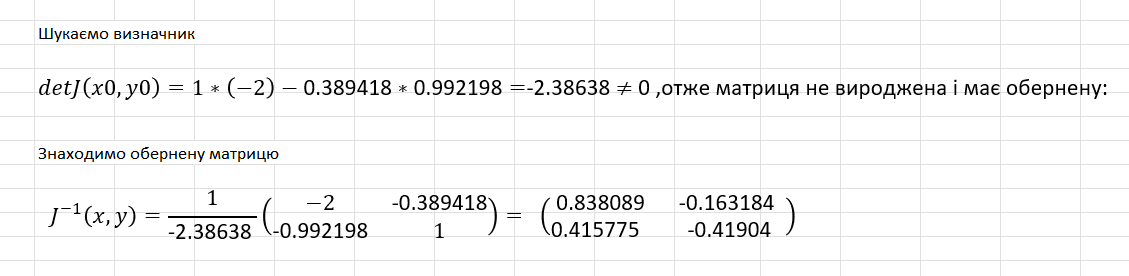 Шукаємо визначник
detJ(x0, y0) = 1 ∗ (−2) − 0.389418 ∗ 0.992198 =-2.38638 ≠ 0 ,отже матриця не вироджена і має обернену:
Знаходимо обернену матрицю
J⁻¹(x, y) = 1/-2.38638 (−2 -0.389418 -0.992198 1) = (0.838089 -0.163184 0.415775 -0.41904)